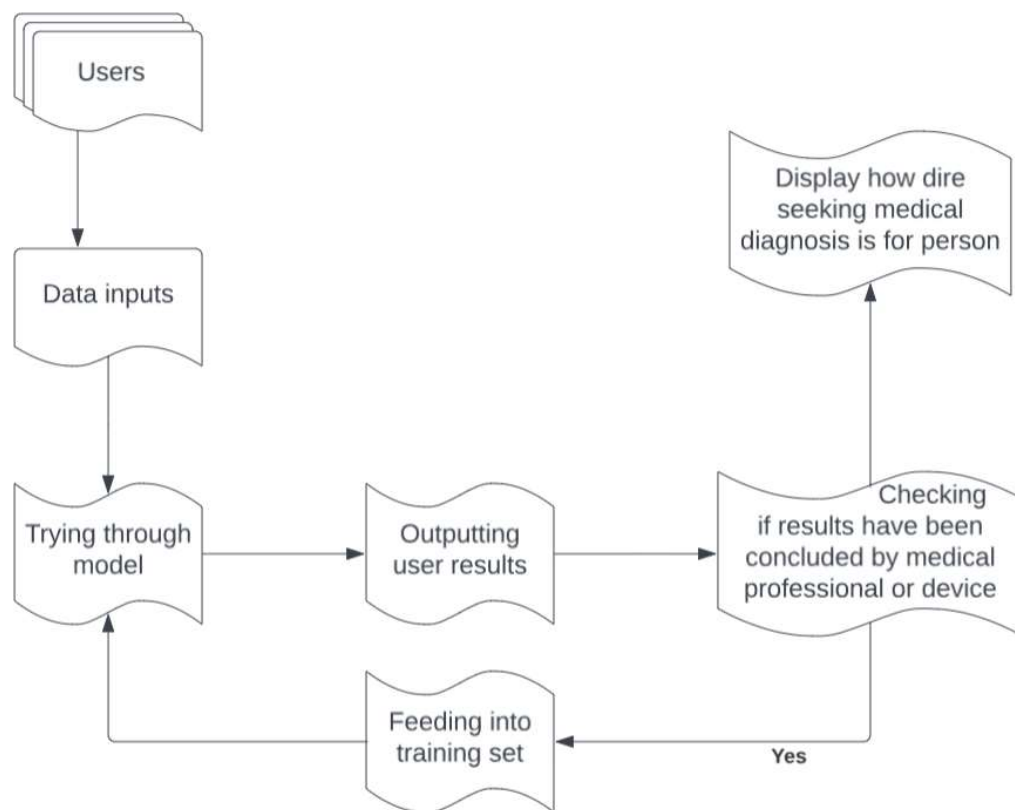 Users
Display how dire
seeking medical
diagnosis is for person
Data inputs
Checking
if results have been
concluded by medical
professional or device
Trying through
model
Outputting
user results
Feeding into
training set
Yes